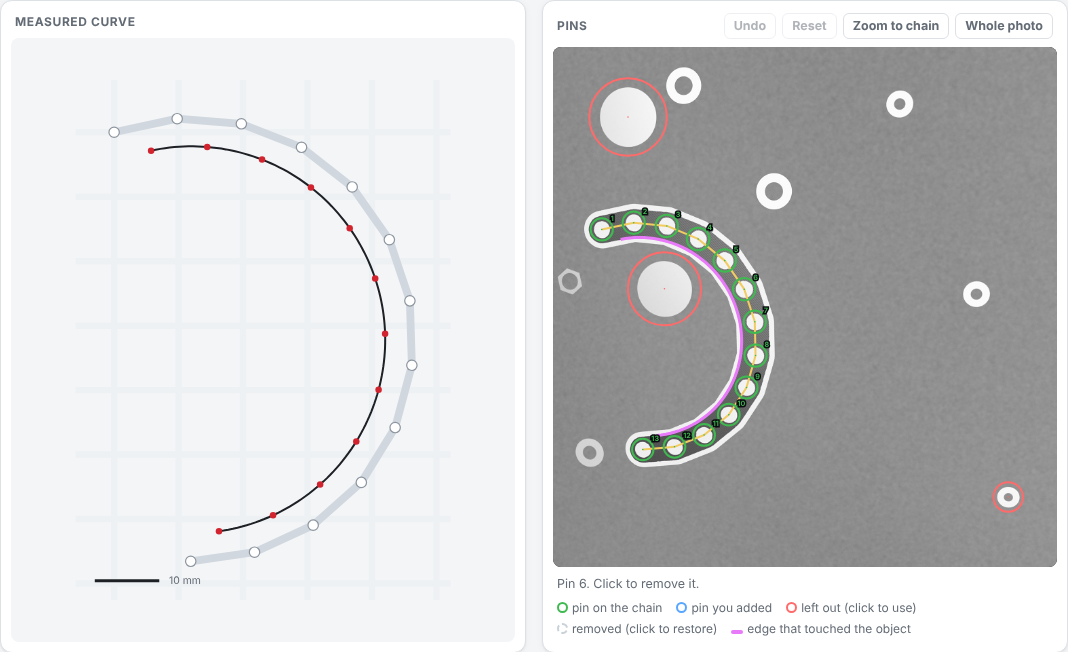 MEASURED CURVE
10 mm
PINS
Undo
Reset
Zoom to chain
Whole photo
1
2
3
4
5
6
7
8
9
10
11
12
13
Pin 6. Click to remove it.
pin on the chain
pin you added
left out (click to use)
removed (click to restore)
edge that touched the object